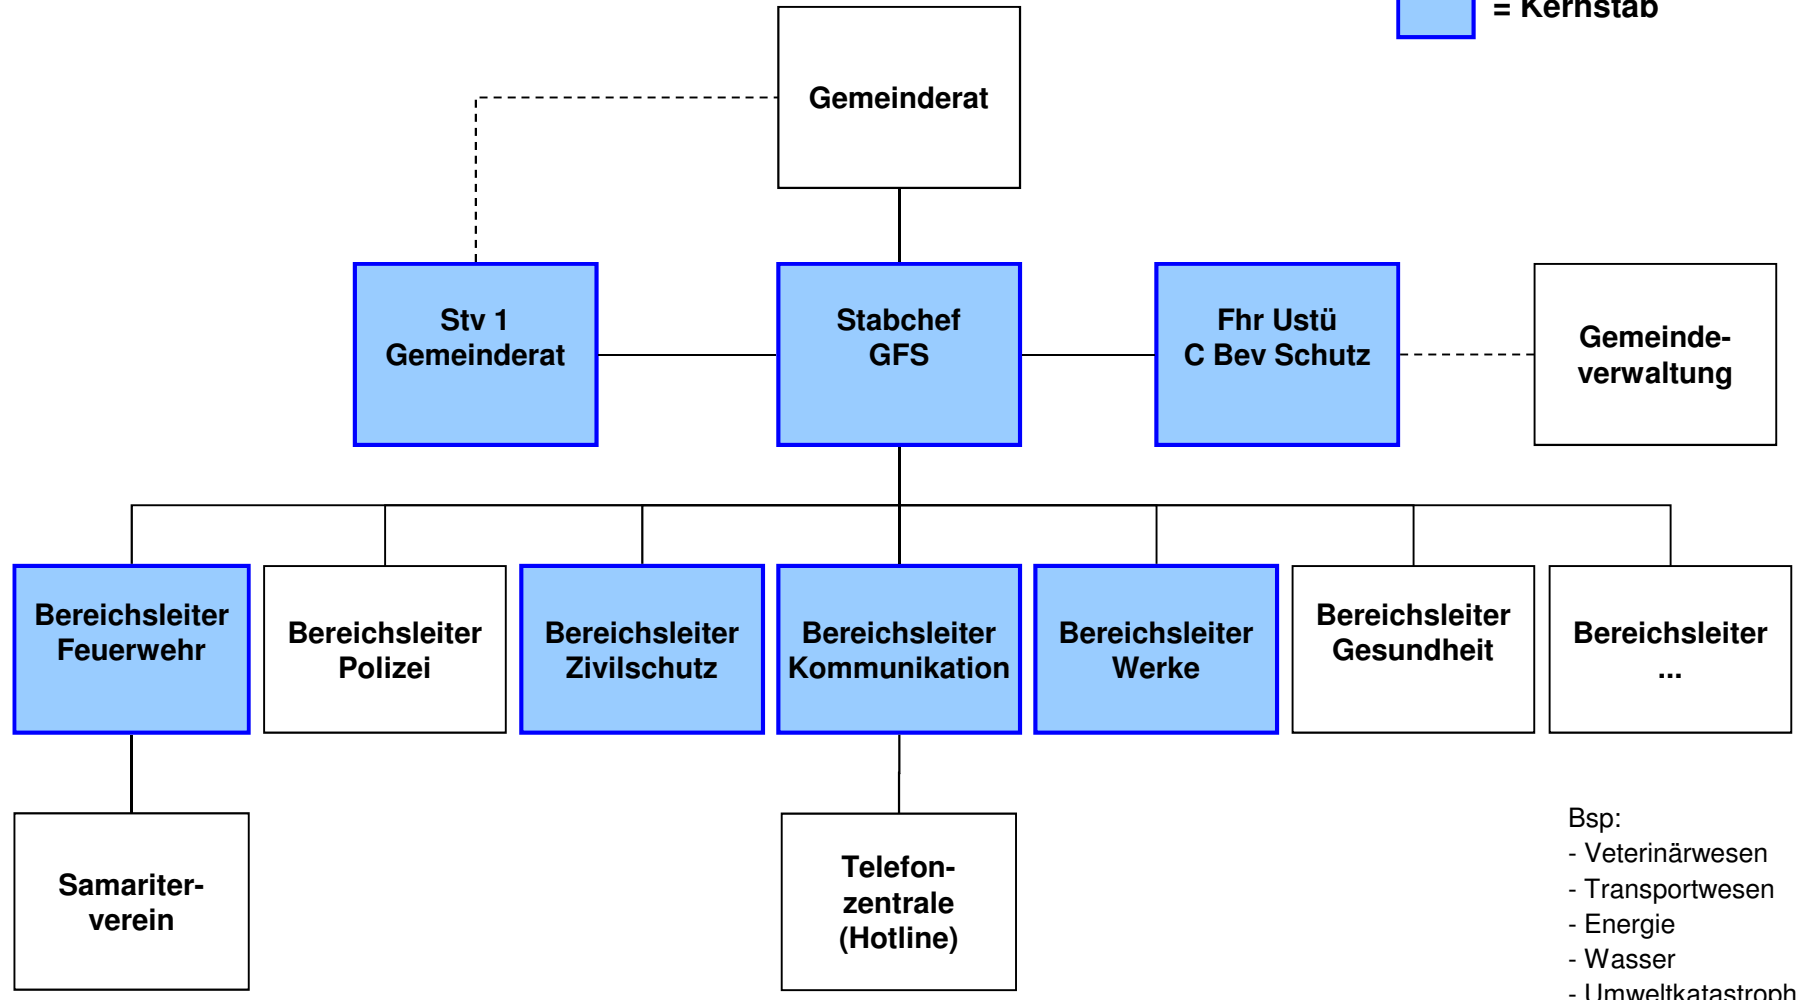 = Kernstab
Gemeinderat
Stv 1
Gemeinderat
Stabchef
GFS
Fhr Ustü
C Bev Schutz
Gemeinde-
verwaltung
Bereichsleiter
Feuerwehr
Bereichsleiter
Polizei
Bereichsleiter
Zivilschutz
Bereichsleiter
Kommunikation
Bereichsleiter
Werke
Bereichsleiter
Gesundheit
Bereichsleiter
...
Samariter-
verein
Telefon-
zentrale
(Hotline)
Bsp:
- Veterinärwesen
- Transportwesen
- Energie
- Wasser
- Umweltkatastroph